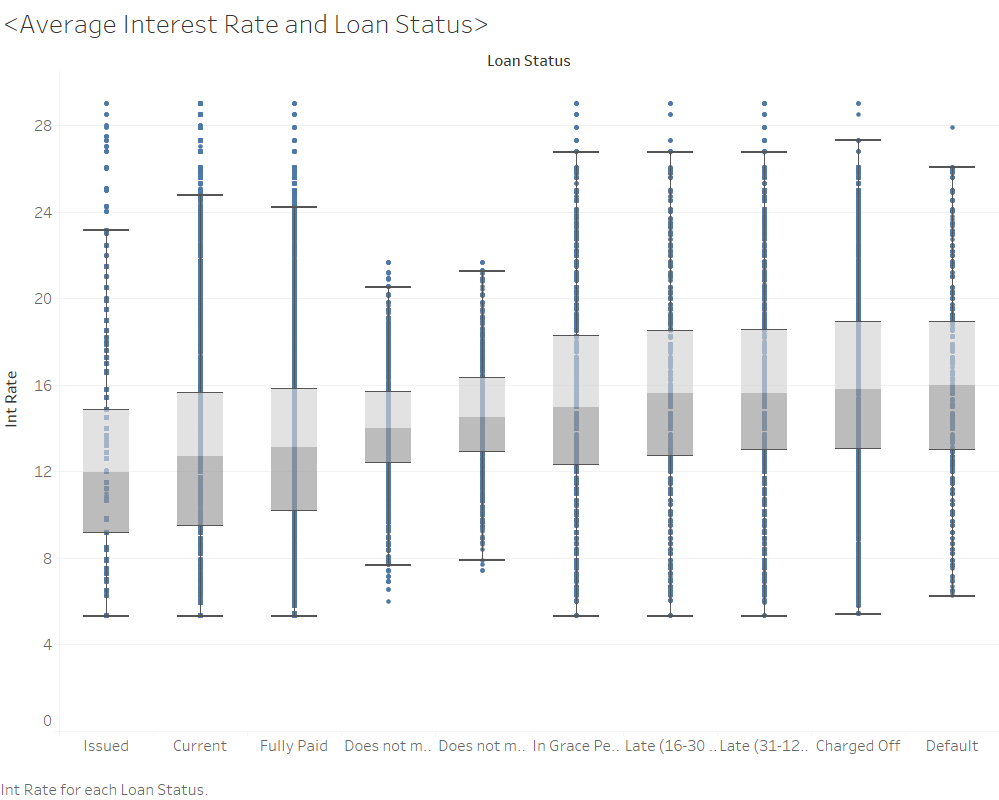 <Average Interest Rate and Loan Status>
Loan Status
Int Rate
28
24
20
16
12
8
4
0
Issued Current Fully Paid Does not m.. Does not m.. In Grace Pe.. Late (16-30 .. Late (31-12.. Charged Off Default
Int Rate for each Loan Status.